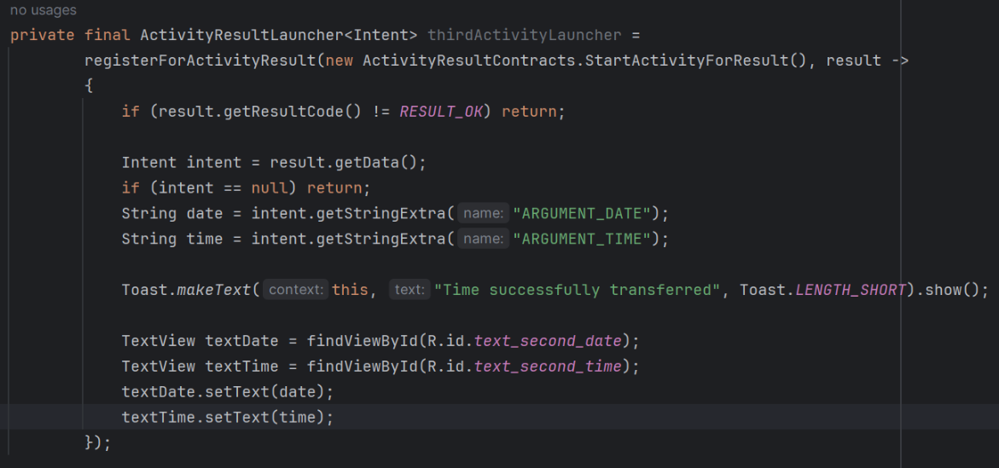 no usages
private final ActivityResultLauncher<Intent> thirdActivityLauncher =
registerForActivityResult(new ActivityResultContracts.StartActivityForResult(), result ->
{
if (result.getResultCode() != RESULT_OK) return;
Intent intent = result.getData();
if (intent == null) return;
String date = intent.getStringExtra( name: "ARGUMENT_DATE");
String time = intent.getStringExtra( name: "ARGUMENT_TIME");
Toast.makeText( context: this, text: "Time successfully transferred", Toast.LENGTH_SHORT).show();
TextView textDate = findViewById(R.id.text_second_date);
TextView textTime = findViewById(R.id.text_second_time);
textDate.setText(date);
textTime.setText(time);
});